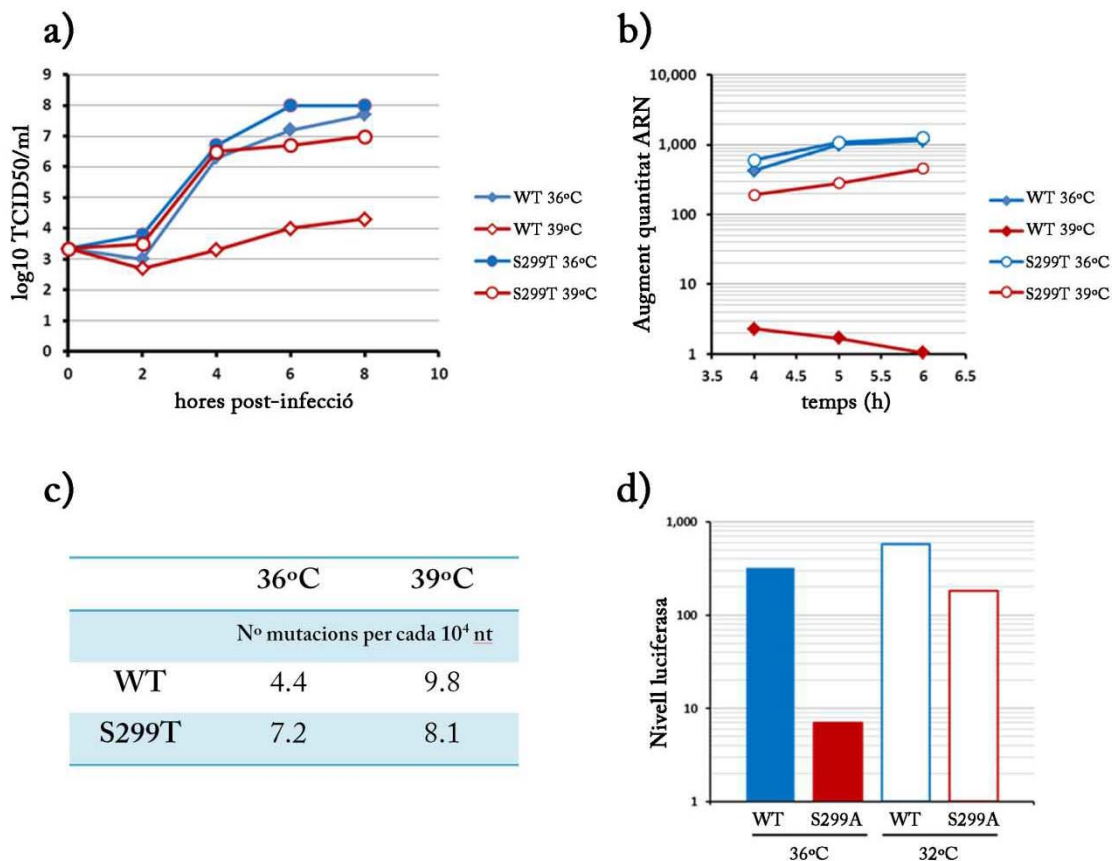 a)
log10 TCID50/ml
9
8
7
6
5
4
3
2
1
0
0 2 4 6 8 10
hores post-infecció
WT 36ºC
WT 39ºC
S299T 36ºC
S299T 39ºC
b)
Augment quantitat ARN
10,000
1,000
100
10
1
3.5 4 4.5 5 5.5 6 6.5
temps (h)
WT 36ºC
WT 39ºC
S299T 36ºC
S299T 39ºC
c)
36ºC 39ºC
Nº mutacions per cada 10⁴ nt
WT 4.4 9.8
S299T 7.2 8.1
d)
Nivell luciferasa
1,000
100
10
1
WT S299A WT S299A
36ºC 32ºC